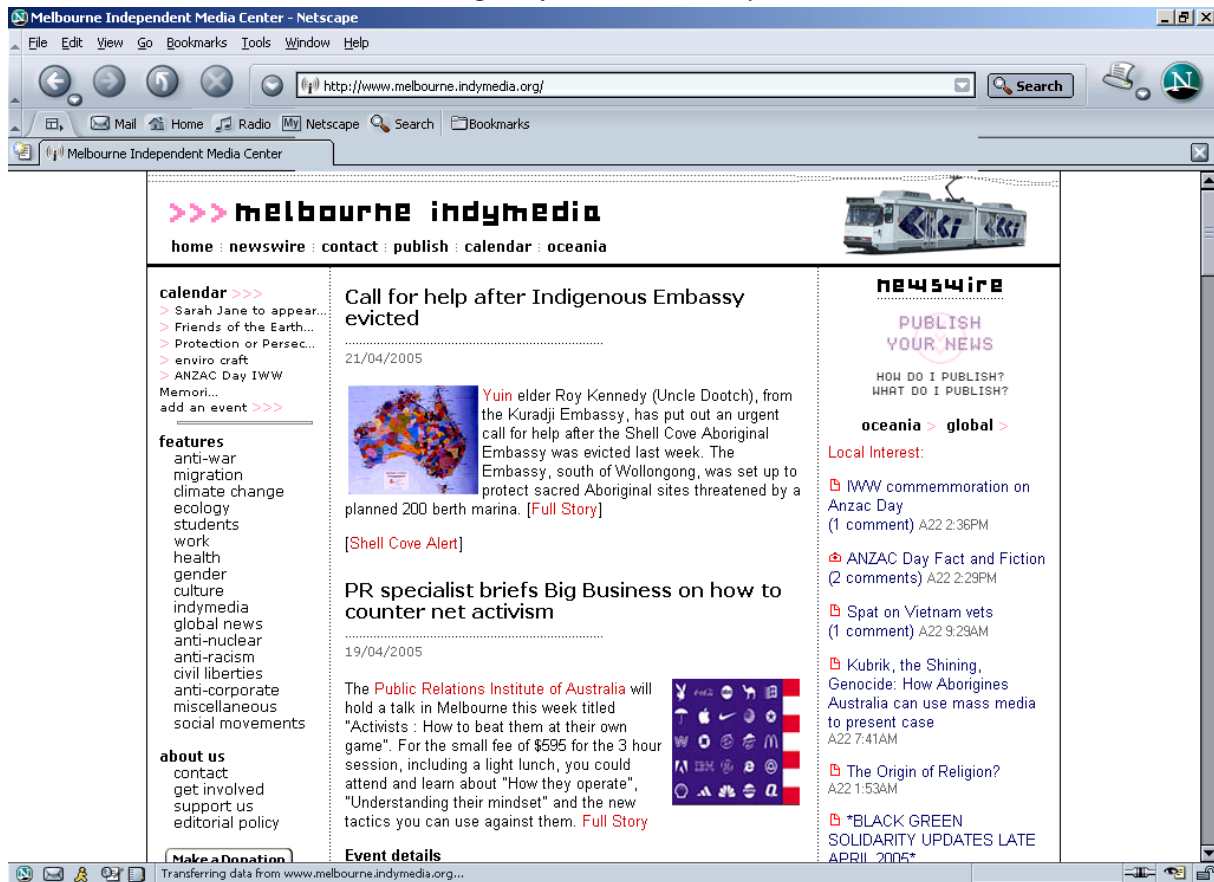 Melbourne Independent Media Center - Netscape
File Edit View Go Bookmarks Tools Window Help
http://www.melbourne.indymedia.org/
Search
N
Mail Home Radio My Netscape Search Bookmarks
Melbourne Independent Media Center
>>> melbourne indymedia
home : newswire : contact : publish : calendar : oceania
calendar >>>
> Sarah Jane to appear...
> Friends of the Earth...
> Protection or Persec...
> enviro craft
> ANZAC Day IWW
Memori...
add an event >>>
features
anti-war
migration
climate change
ecology
students
work
health
gender
culture
indymedia
global news
anti-nuclear
anti-racism
civil liberties
anti-corporate
miscellaneous
social movements
about us
contact
get involved
support us
editorial policy
Make a Donation
Call for help after Indigenous Embassy
evicted
21/04/2005
Yuin elder Roy Kennedy (Uncle Dootch), from
the Kuradji Embassy, has put out an urgent
call for help after the Shell Cove Aboriginal
Embassy was evicted last week. The
Embassy, south of Wollongong, was set up to
protect sacred Aboriginal sites threatened by a
planned 200 berth marina. [Full Story]
[Shell Cove Alert]
PR specialist briefs Big Business on how to
counter net activism
19/04/2005
The Public Relations Institute of Australia will
hold a talk in Melbourne this week titled
"Activists : How to beat them at their own
game". For the small fee of $595 for the 3 hour
session, including a light lunch, you could
attend and learn about "How they operate",
"Understanding their mindset" and the new
tactics you can use against them. Full Story
Event details
newswire
PUBLISH
YOUR NEWS
HOW DO I PUBLISH?
WHAT DO I PUBLISH?
oceania > global >
Local Interest:
IWW commemmoration on
Anzac Day
(1 comment) A22 2:36PM
ANZAC Day Fact and Fiction
(2 comments) A22 2:29PM
Spat on Vietnam vets
(1 comment) A22 9:29AM
Kubrik, the Shining,
Genocide: How Aborigines
Australia can use mass media
to present case
A22 7:41AM
The Origin of Religion?
A22 1:53AM
*BLACK GREEN
SOLIDARITY UPDATES LATE
APRIL 2005*
Transferring data from www.melbourne.indymedia.org...